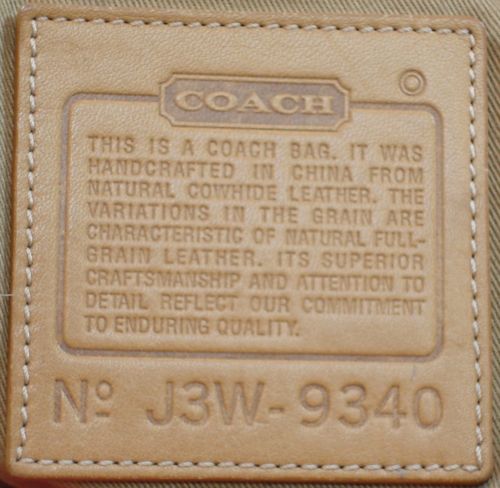 COACH
THIS IS A COACH BAG. IT WAS
HANDCRAFTED IN CHINA FROM
NATURAL COWHIDE LEATHER. THE
VARIATIONS IN THE GRAIN ARE
CHARACTERISTIC OF NATURAL FULL-
GRAIN LEATHER. ITS SUPERIOR
CRAFTSMANSHIP AND ATTENTION TO
DETAIL REFLECT OUR COMMITMENT
TO ENDURING QUALITY.
Nº J3W-9340